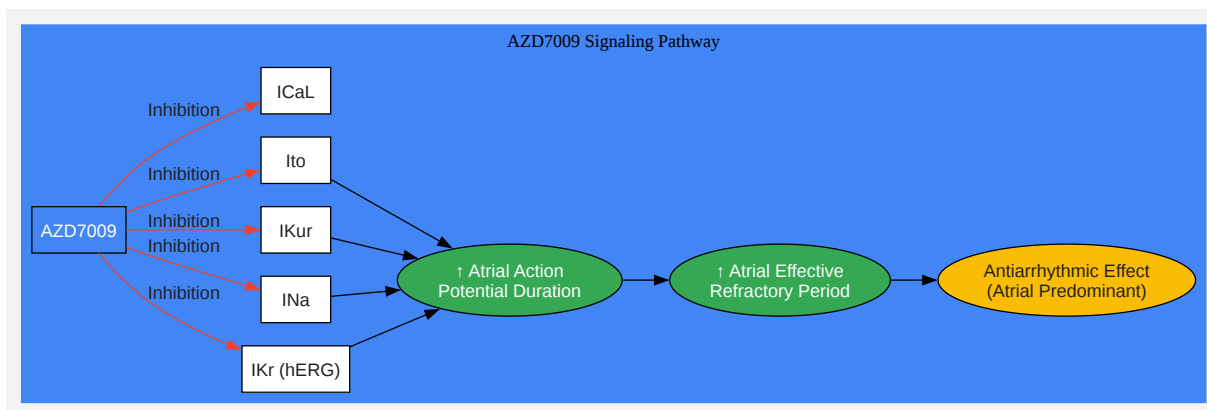 AZD7009 Signaling Pathway
ICaL
Inhibition
Ito
Inhibition
AZD7009
Inhibition
IKur
Inhibition
INa
Inhibition
IKr (hERG)
↑ Atrial Action
Potential Duration
↑ Atrial Effective
Refractory Period
Antiarrhythmic Effect
(Atrial Predominant)